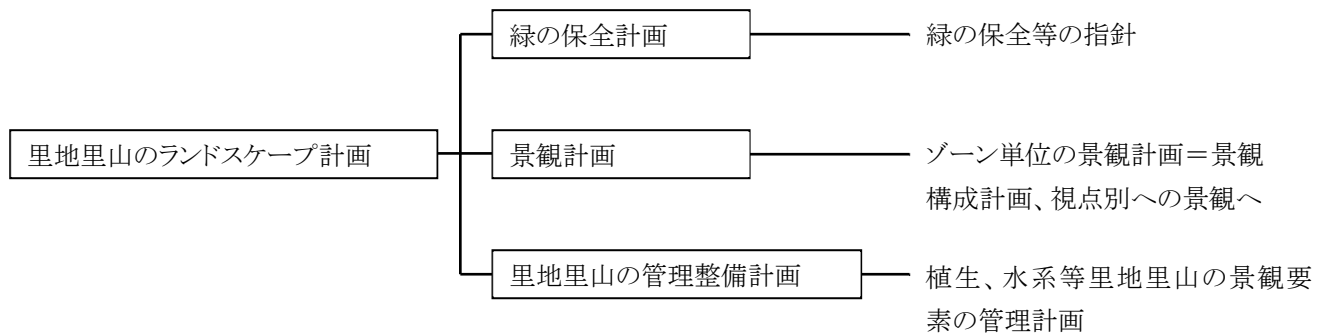 緑の保全計画
緑の保全等の指針
里地里山のランドスケープ計画
景観計画
ゾーン単位の景観計画＝景観
構成計画、視点別への景観へ
里地里山の管理整備計画
植生、水系等里地里山の景観要
素の管理計画